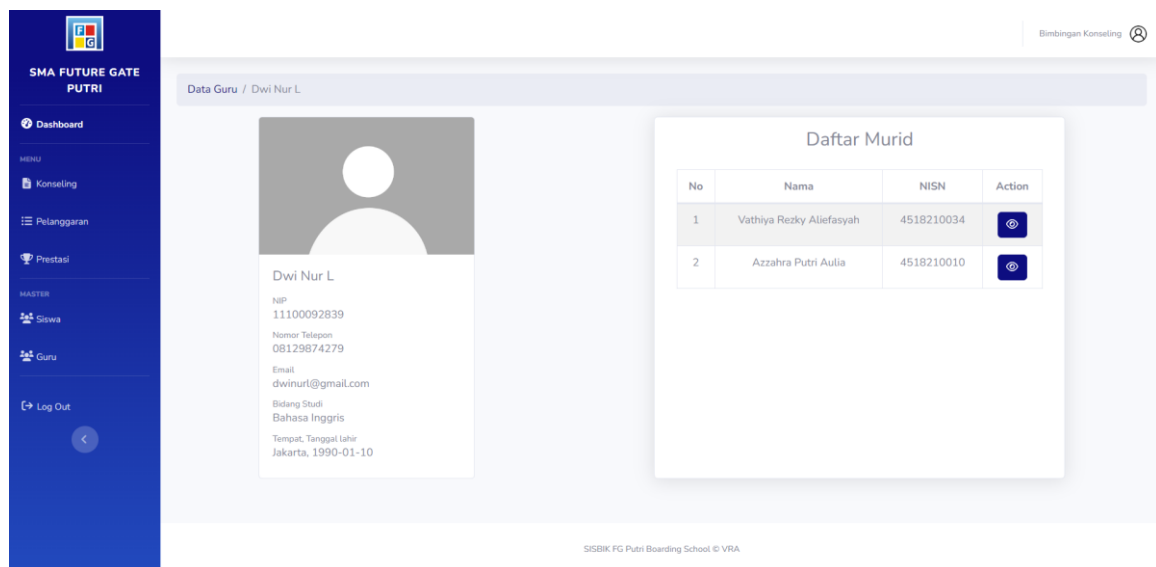 F
G
SMA FUTURE GATE
PUTRI
Dashboard
MENU
Konseling
Pelanggaran
Prestasi
MASTER
Siswa
Guru
Log Out
Bimbingan Konseling
Data Guru / Dwi Nur L
Dwi Nur L
NIP
11100092839
Nomor Telepon
08129874279
Email
dwinurl@gmail.com
Bidang Studi
Bahasa Inggris
Tempat, Tanggal lahir
Jakarta, 1990-01-10
Daftar Murid
No Nama NISN Action
1 Vathiya Rezky Aliefasyah 4518210034
2 Azzahra Putri Aulia 4518210010
SISBIK FG Putri Boarding School © VRA